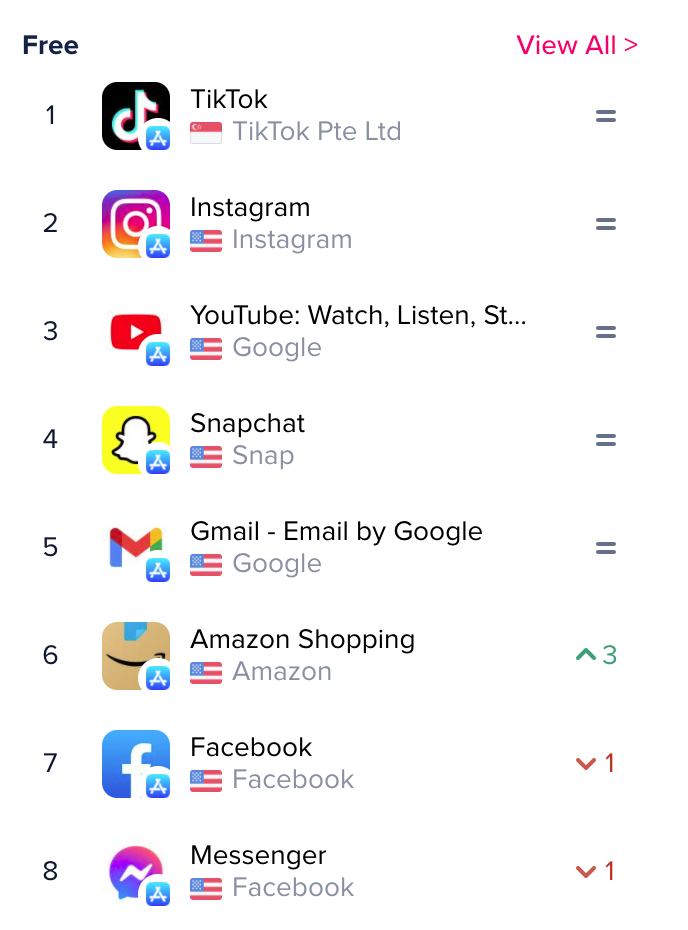 Free View All >
1 TikTok =
TikTok Pte Ltd
2 Instagram =
Instagram
3 YouTube: Watch, Listen, St... =
Google
4 Snapchat =
Snap
5 Gmail - Email by Google =
Google
6 Amazon Shopping 3
Amazon
7 Facebook 1
Facebook
8 Messenger 1
Facebook